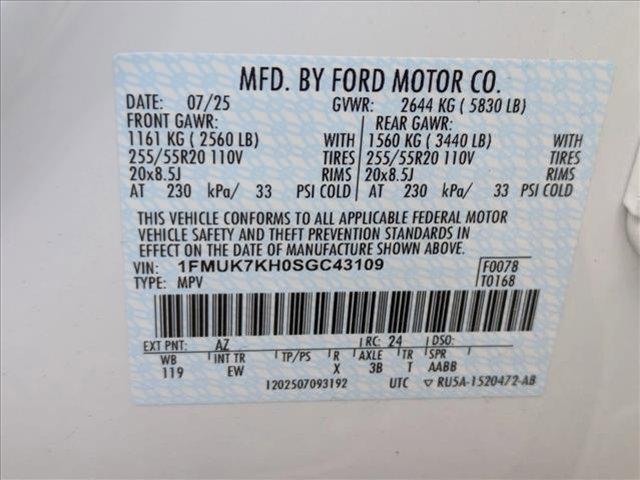 MFD. BY FORD MOTOR CO.
DATE: 07/25 GVWR: 2644 KG ( 5830 LB)
FRONT GAWR: REAR GAWR:
1161 KG ( 2560 LB) WITH 1560 KG ( 3440 LB) WITH
255/55R20 110V TIRES 255/55R20 110V TIRES
20x8.5J RIMS 20x8.5J RIMS
AT 230 kPa/ 33 PSI COLD AT 230 kPa/ 33 PSI COLD
THIS VEHICLE CONFORMS TO ALL APPLICABLE FEDERAL MOTOR
VEHICLE SAFETY AND THEFT PREVENTION STANDARDS IN
EFFECT ON THE DATE OF MANUFACTURE SHOWN ABOVE.
VIN: 1FMUK7KH0SGC43109 F0078
TYPE: MPV T0168
EXT PNT: AZ RC: 24 DSO:
WB INT TR TP/PS R AXLE TR SPR
119 EW X 3B T AABB
1202507093192 UTC ▽ RU5A-1520472-AB